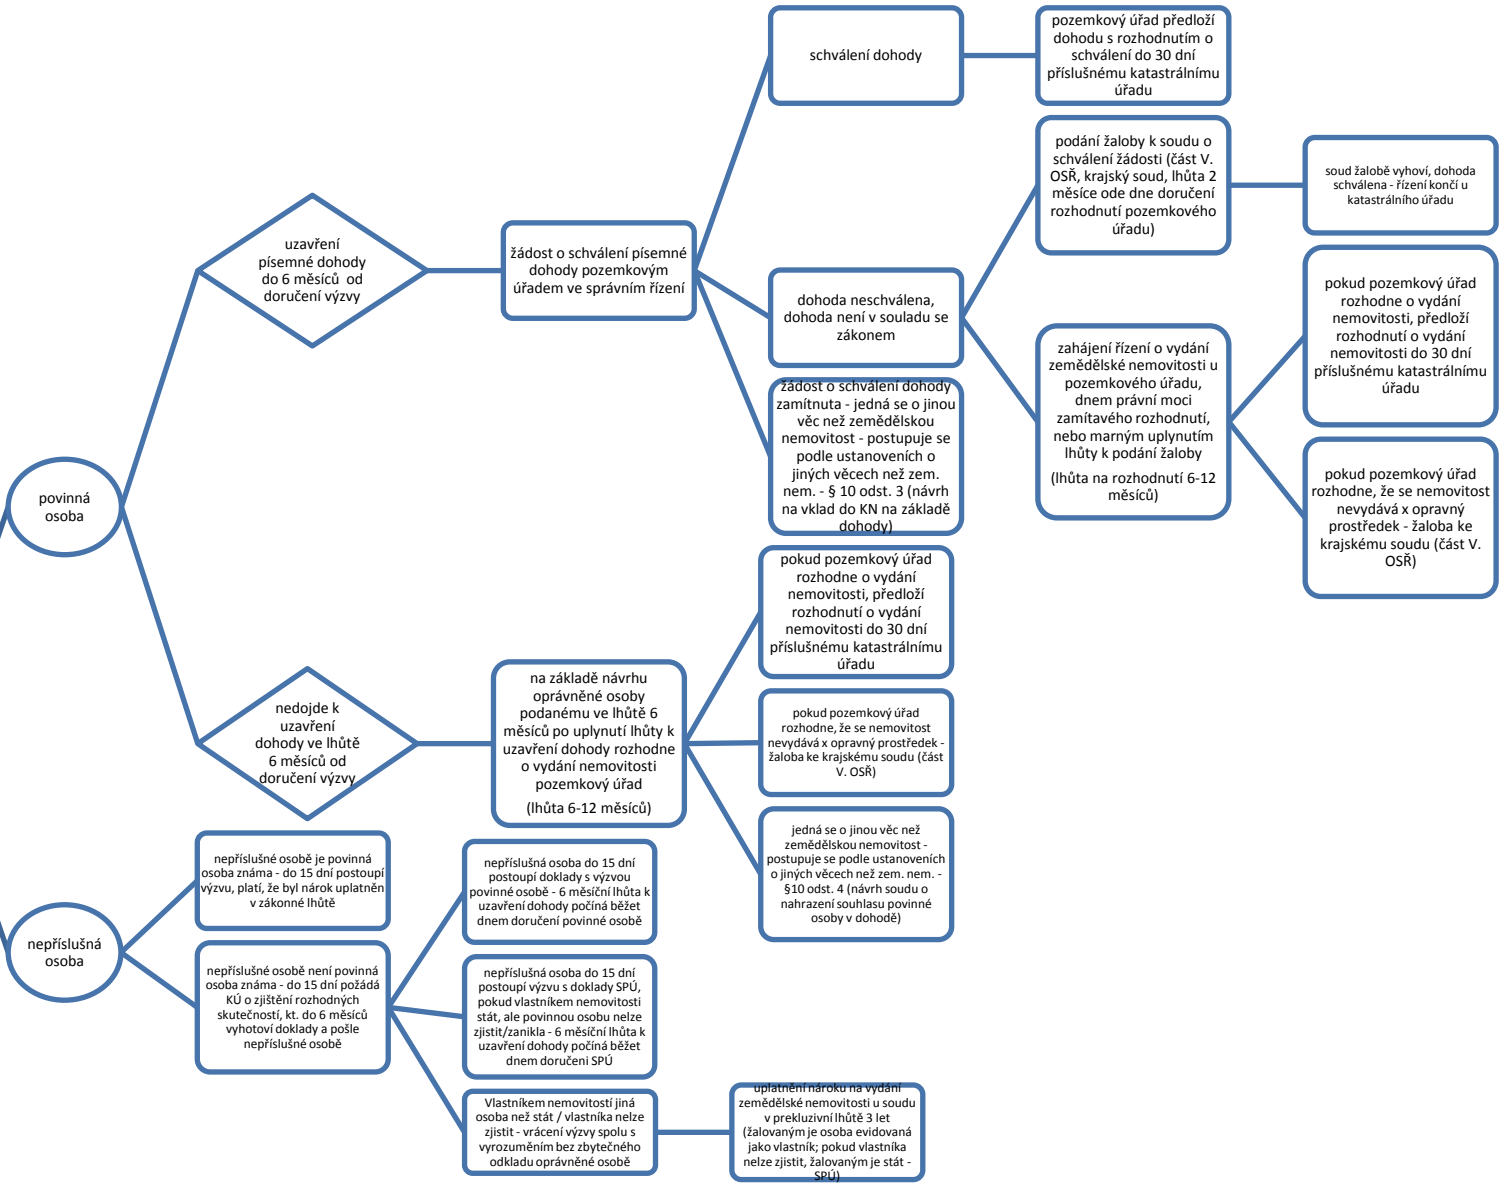 povinná
osoba
uzavření
písemné dohody
do 6 měsíců  od
doručení výzvy
žádost o schválení písemné
dohody pozemkovým
úřadem ve správním řízení
schválení dohody
pozemkový úřad předloží
dohodu s rozhodnutím o
schválení do 30 dní
příslušnému katastrálnímu
úřadu
dohoda neschválena,
dohoda není v souladu se
zákonem
podání žaloby k soudu o
schválení žádosti (část V.
OSŘ, krajský soud, lhůta 2
měsíce ode dne doručení
rozhodnutí pozemkového
úřadu)
soud žalobě vyhoví, dohoda
schválena - řízení končí u
katastrálního úřadu
zahájení řízení o vydání
zemědělské nemovitosti u
pozemkového úřadu,
dnem právní moci
zamítavého rozhodnutí,
nebo marným uplynutím
lhůty k podání žaloby
(lhůta na rozhodnutí 6-12
měsíců)
pokud pozemkový úřad
rozhodne o vydání
nemovitosti, předloží
rozhodnutí o vydání
nemovitosti do 30 dní
příslušnému katastrálnímu
úřadu
pokud pozemkový úřad
rozhodne, že se nemovitost
nevydává x opravný
prostředek - žaloba ke
krajskému soudu (část V.
OSŘ)
žádost o schválení dohody
zamítnuta - jedná se o jinou
věc než zemědělskou
nemovitost - postupuje se
podle ustanoveních o
jiných věcech než zem.
nem. - § 10 odst. 3 (návrh
na vklad do KN na základě
dohody)
nedojde k
uzavření
dohody ve lhůtě
6 měsíců od
doručení výzvy
na základě návrhu
oprávněné osoby
podanému ve lhůtě 6
měsíců po uplynutí lhůty k
uzavření dohody rozhodne
o vydání nemovitosti
pozemkový úřad
(lhůta 6-12 měsíců)
pokud pozemkový úřad
rozhodne o vydání
nemovitosti, předloží
rozhodnutí o vydání
nemovitosti do 30 dní
příslušnému katastrálnímu
úřadu
pokud pozemkový úřad
rozhodne, že se nemovitost
nevydává x opravný prostředek -
žaloba ke krajskému soudu (část
V. OSŘ)
jedná se o jinou věc než
zemědělskou nemovitost -
postupuje se podle ustanoveních
o jiných věcech než zem. nem. -
§10 odst. 4 (návrh soudu o
nahrazení souhlasu povinné
osoby v dohodě)
nepříslušná
osoba
nepříslušné osobě je povinná
osoba známa - do 15 dní postoupí
výzvu, platí, že byl nárok uplatněn
v zákonné lhůtě
nepříslušné osobě není povinná
osoba známa - do 15 dní požádá
KÚ o zjištění rozhodných
skutečností, kt. do 6 měsíců
vyhotoví doklady a pošle
nepříslušné osobě
nepříslušná osoba do 15 dní
postoupí doklady s výzvou
povinné osobě - 6 měsíční lhůta k
uzavření dohody počíná běžet
dnem doručení povinné osobě
nepříslušná osoba do 15 dní
postoupí výzvu s doklady SPÚ,
pokud vlastníkem nemovitosti
stát, ale povinnou osobu nelze
zjistit/zanikla - 6 měsíční lhůta k
uzavření dohody počíná běžet
dnem doručeni SPÚ
Vlastníkem nemovitostí jiná
osoba než stát / vlastníka nelze
zjistit - vrácení výzvy spolu s
vyrozuměním bez zbytečného
odkladu oprávněné osobě
uplatnění nároku na vydání
zemědělské nemovitosti u soudu
v prekluzivní lhůtě 3 let
(žalovaným je osoba evidovaná
jako vlastník; pokud vlastníka
nelze zjistit, žalovaným je stát -
SPÚ)